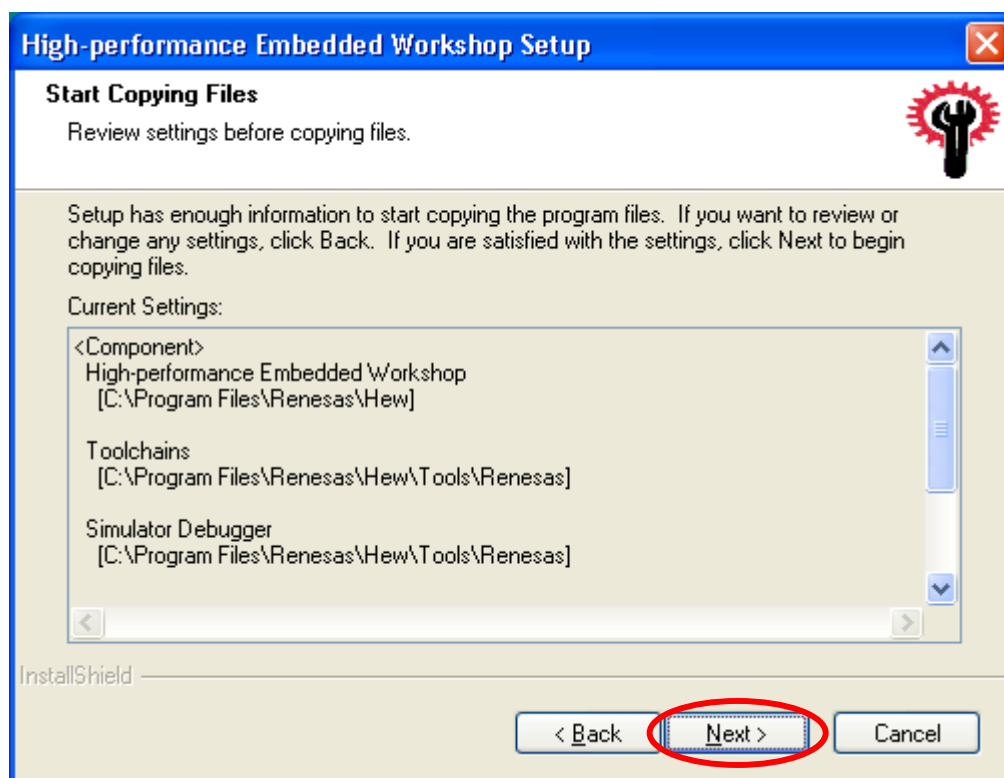 High-performance Embedded Workshop Setup
Start Copying Files
Review settings before copying files.
Setup has enough information to start copying the program files.  If you want to review or
change any settings, click Back.  If you are satisfied with the settings, click Next to begin
copying files.
Current Settings:
<Component>
High-performance Embedded Workshop
[C:\Program Files\Renesas\Hew]
Toolchains
[C:\Program Files\Renesas\Hew\Tools\Renesas]
Simulator Debugger
[C:\Program Files\Renesas\Hew\Tools\Renesas]
InstallShield
< Back
Next >
Cancel